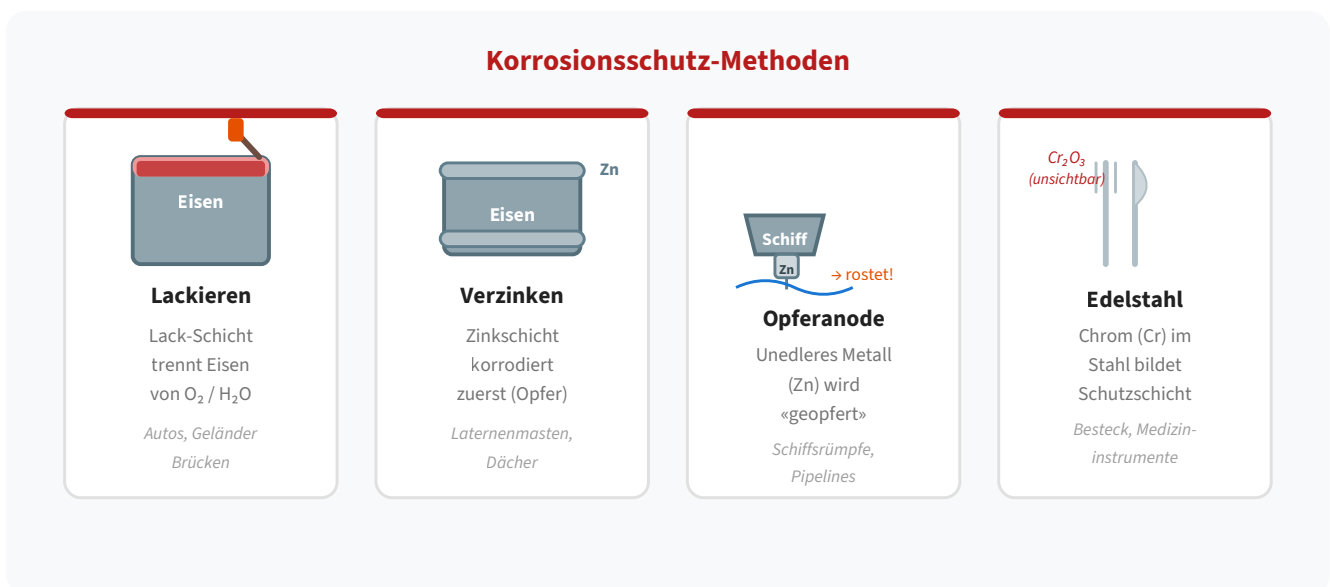 Korrosionsschutz-Methoden
Eisen
Lackieren
Lack-Schicht
trennt Eisen
von O₂ / H₂O
Autos, Geländer
Brücken
Zn
Eisen
Verzinken
Zinkschicht
korrodiert
zuerst (Opfer)
Laternenmasten,
Dächer
Schiff
Zn
→ rostet!
Opferanode
Unedleres Metall
(Zn) wird
«geopfert»
Schiffsrümpfe,
Pipelines
Cr₂O₃
(unsichtbar)
Edelstahl
Chrom (Cr) im
Stahl bildet
Schutzschicht
Besteck, Medizin-
instrumente